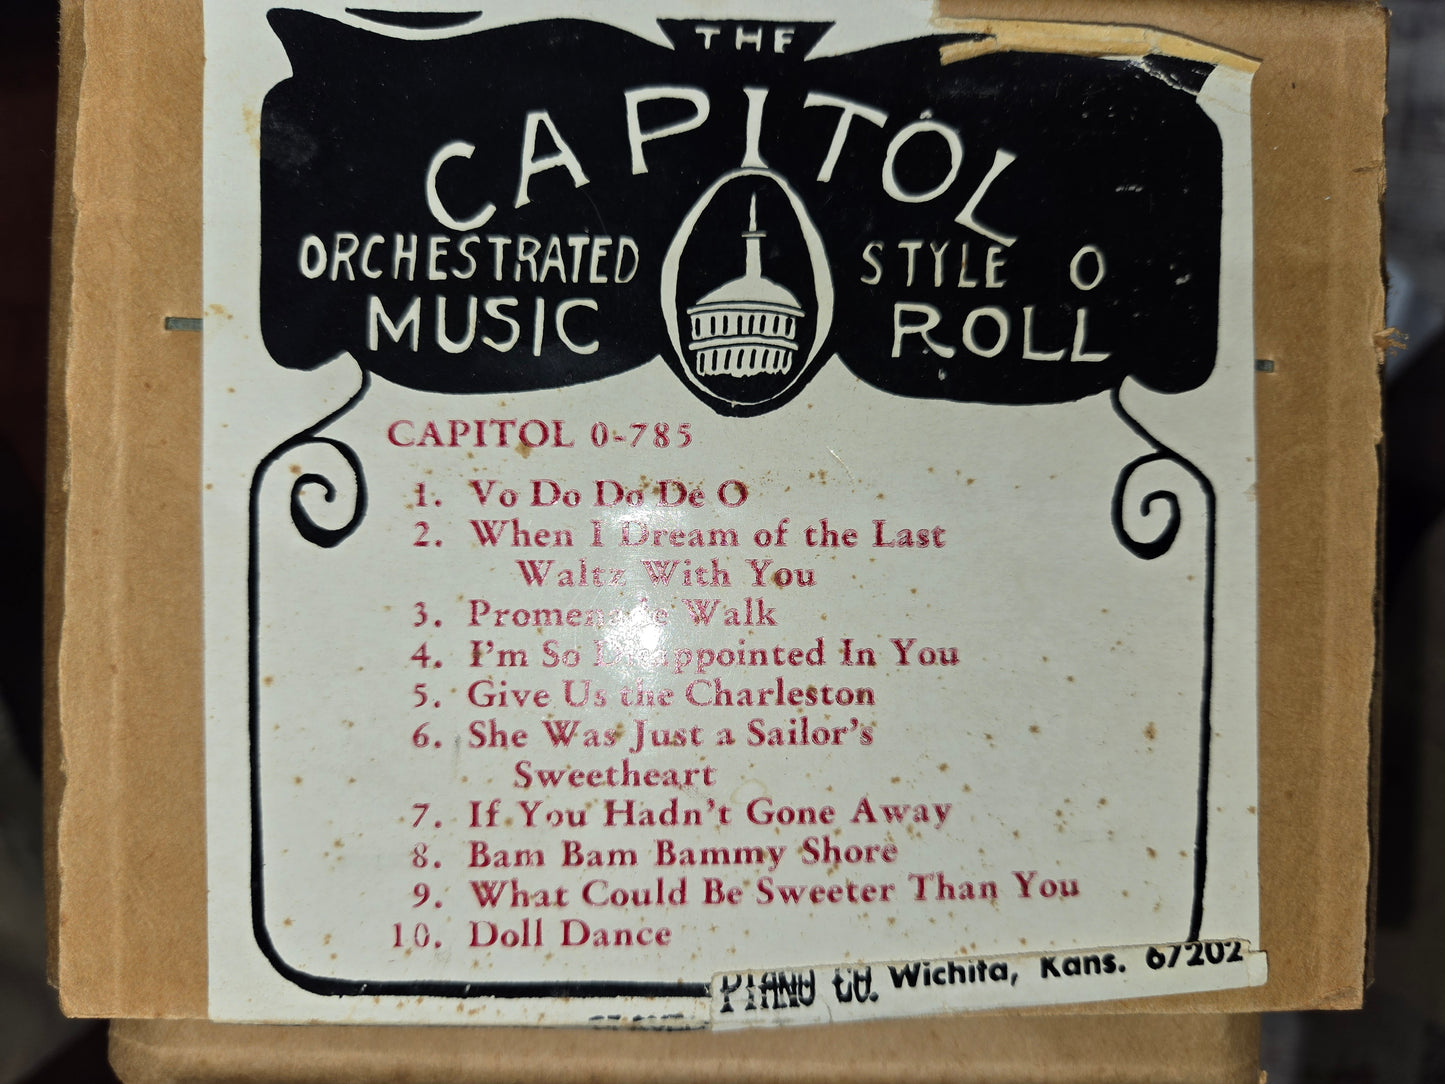 THE
CAPITOL
ORCHESTRATED
MUSIC
STYLE O
ROLL
CAPITOL 0-785
1. Vo Do Do De O
2. When I Dream of the Last
Waltz With You
3. Promenade Walk
4. I'm So Disappointed In You
5. Give Us the Charleston
6. She Was Just a Sailor's
Sweetheart
7. If You Hadn't Gone Away
8. Bam Bam Bammy Shore
9. What Could Be Sweeter Than You
10. Doll Dance
PIANO CO. Wichita, Kans. 67202